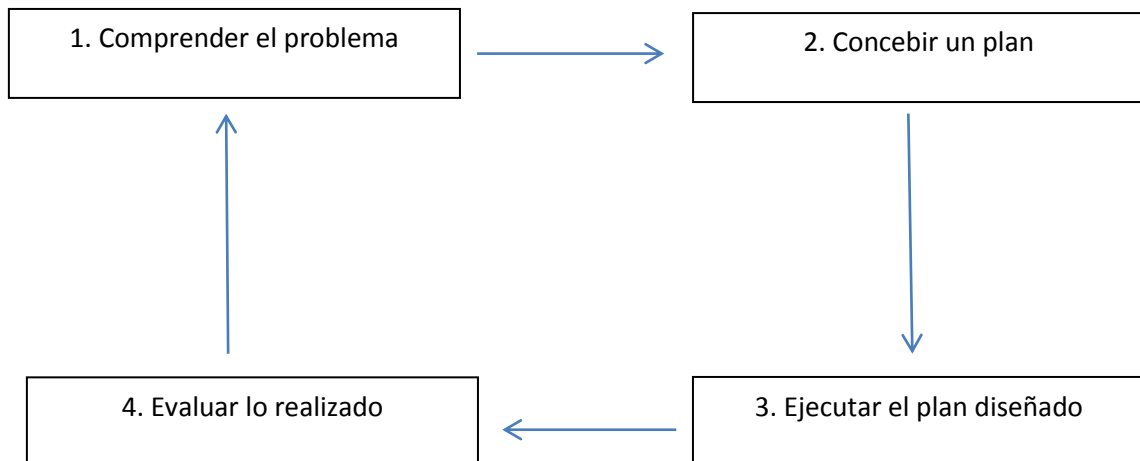 1. Comprender el problema
2. Concebir un plan
4. Evaluar lo realizado
3. Ejecutar el plan diseñado